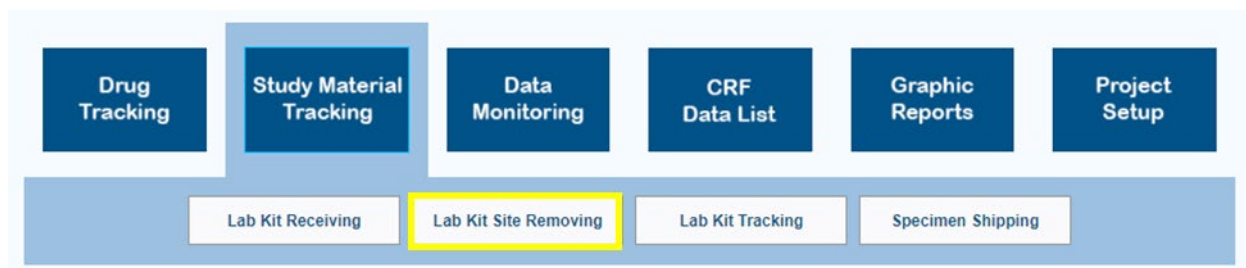 Drug
Tracking
Study Material
Tracking
Data
Monitoring
CRF
Data List
Graphic
Reports
Project
Setup
Lab Kit Receiving
Lab Kit Site Removing
Lab Kit Tracking
Specimen Shipping